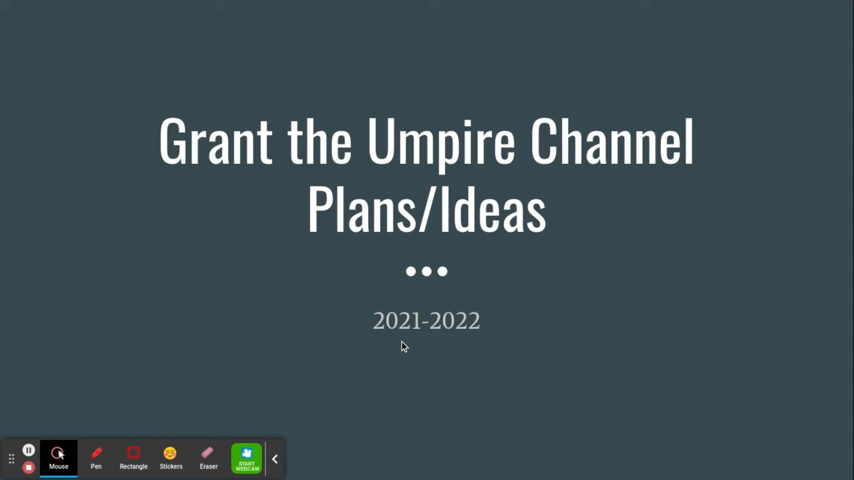 Grant the Umpire Channel
Plans/Ideas
2021-2022
Mouse
Pen
Rectangle
Stickers
Eraser
START
WEBCAM